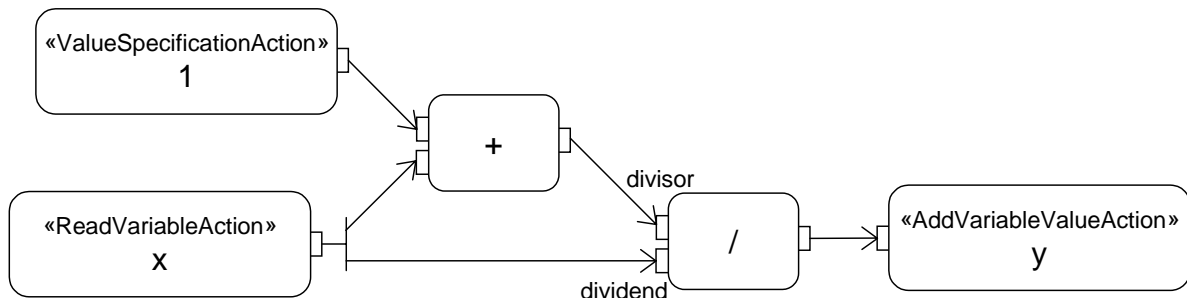 «ValueSpecificationAction»
1
+
divisor
«ReadVariableAction»
x
/
«AddVariableValueAction»
y
dividend